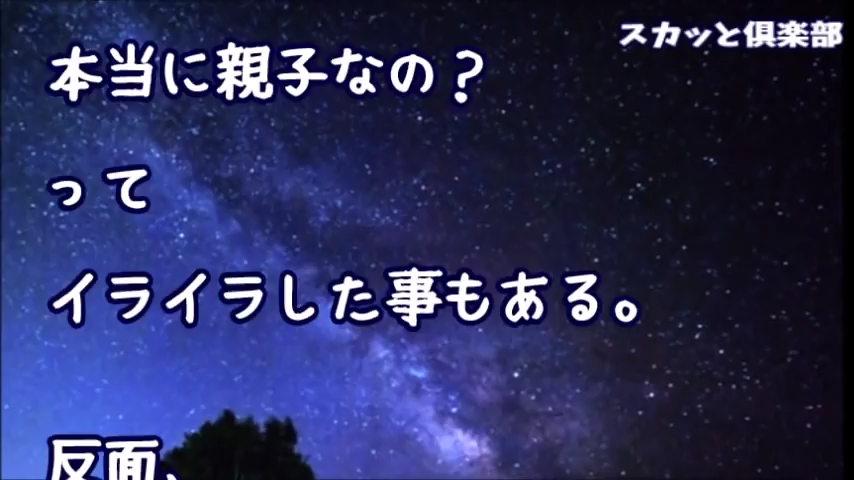 スカッと倶楽部
本当に親子なの？
って
イライラした事もある。
反面、